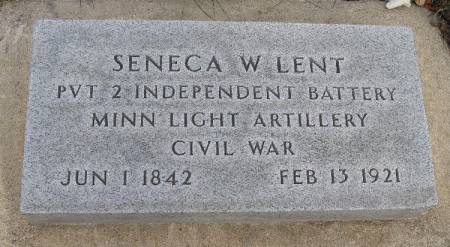 SENECA W LENT
PVT 2 INDEPENDENT BATTERY
MINN LIGHT ARTILLERY
CIVIL WAR
JUN 1 1842 FEB 13 1921